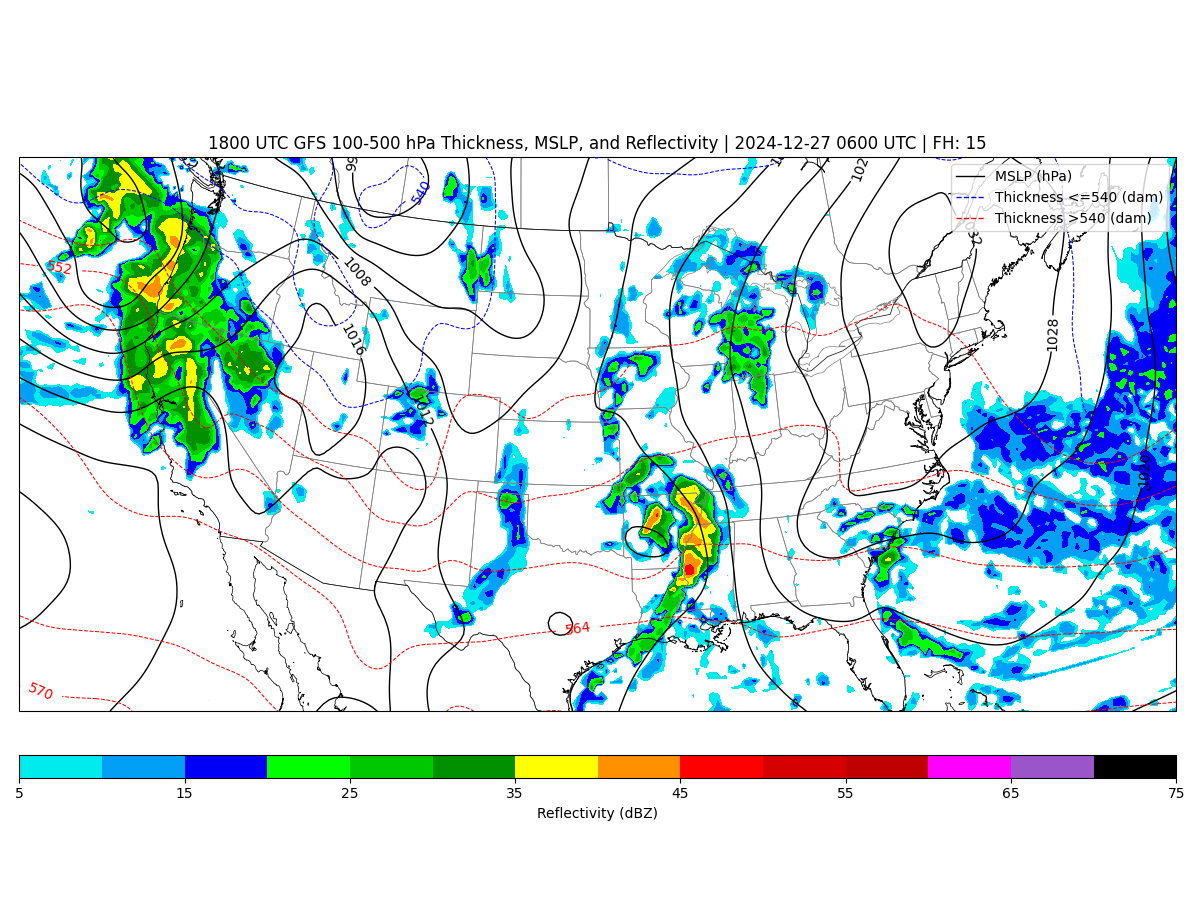 1800 UTC GFS 100-500 hPa Thickness, MSLP, and Reflectivity | 2024-12-27 0600 UTC | FH: 15
MSLP (hPa)
Thickness <=540 (dam)
Thickness >540 (dam)
540
552
1008
1016
1012
1028
1020
564
570
5 15 25 35 45 55 65 75
Reflectivity (dBZ)